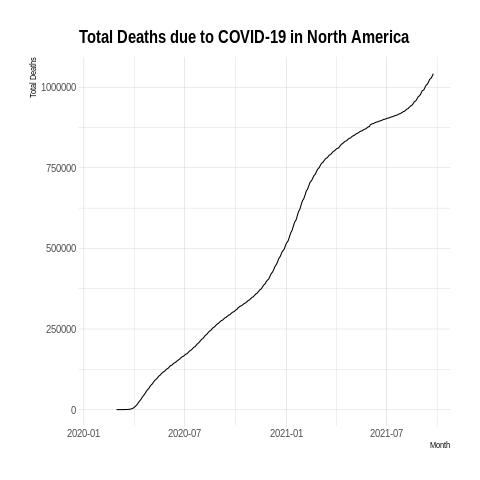 Total Deaths due to COVID-19 in North America
Total Deaths
1000000
750000
500000
250000
0
2020-01 2020-07 2021-01 2021-07
Month